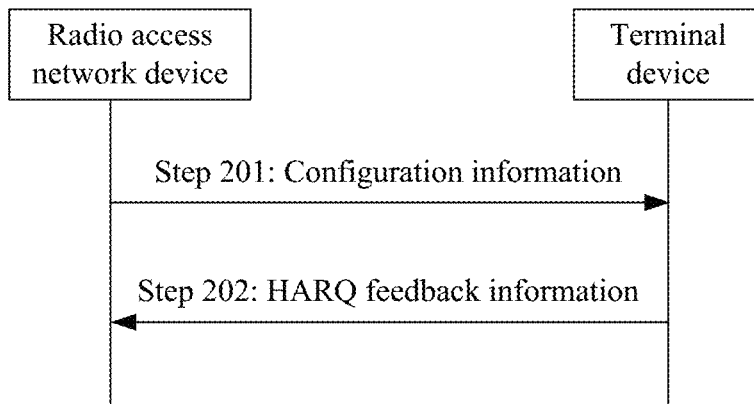 Radio access
network device
Terminal
device
Step 201: Configuration information
Step 202: HARQ feedback information